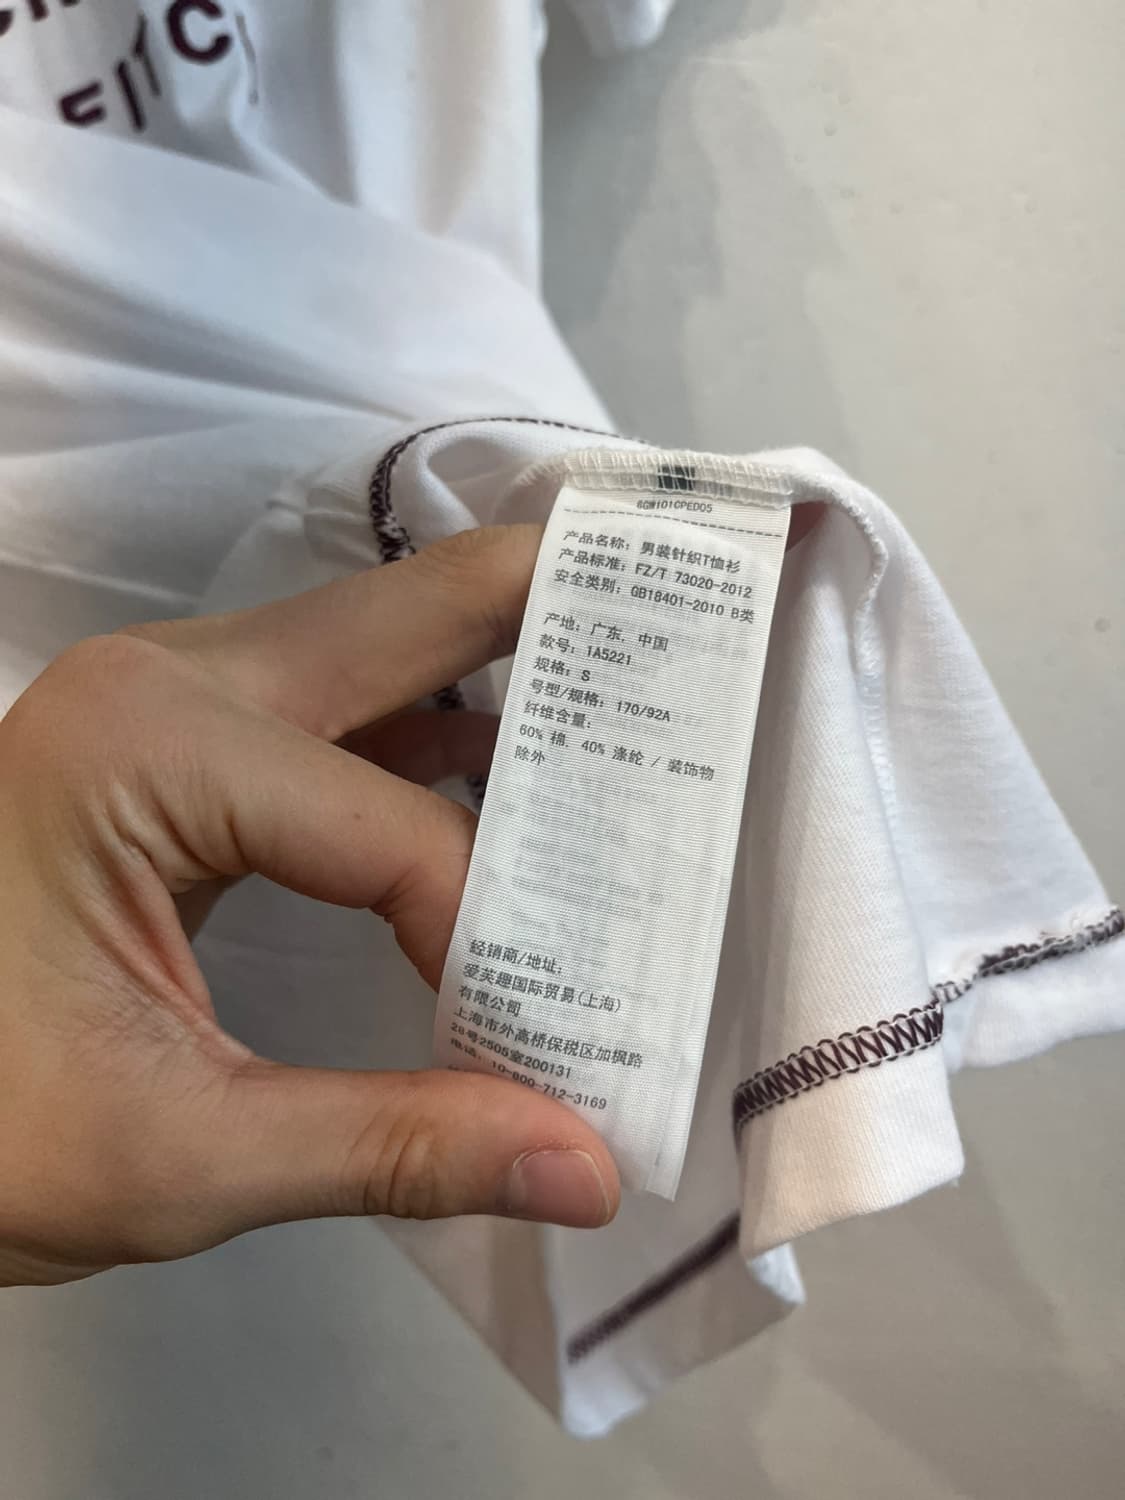 FITC
6GW101CPED05
产品名称: 男装针织T恤衫
产品标准: FZ/T 73020-2012
安全类别: GB18401-2010 B类
产地: 广东. 中国
款号: 1A5221
规格: S
号型/规格: 170/92A
纤维含量:
60% 棉. 40% 涤纶 / 装饰物
除外
经销商/地址:
爱芙趣国际贸易(上海)
有限公司
上海市外高桥保税区加枫路
28号2505室200131
电话: 10-800-712-3169